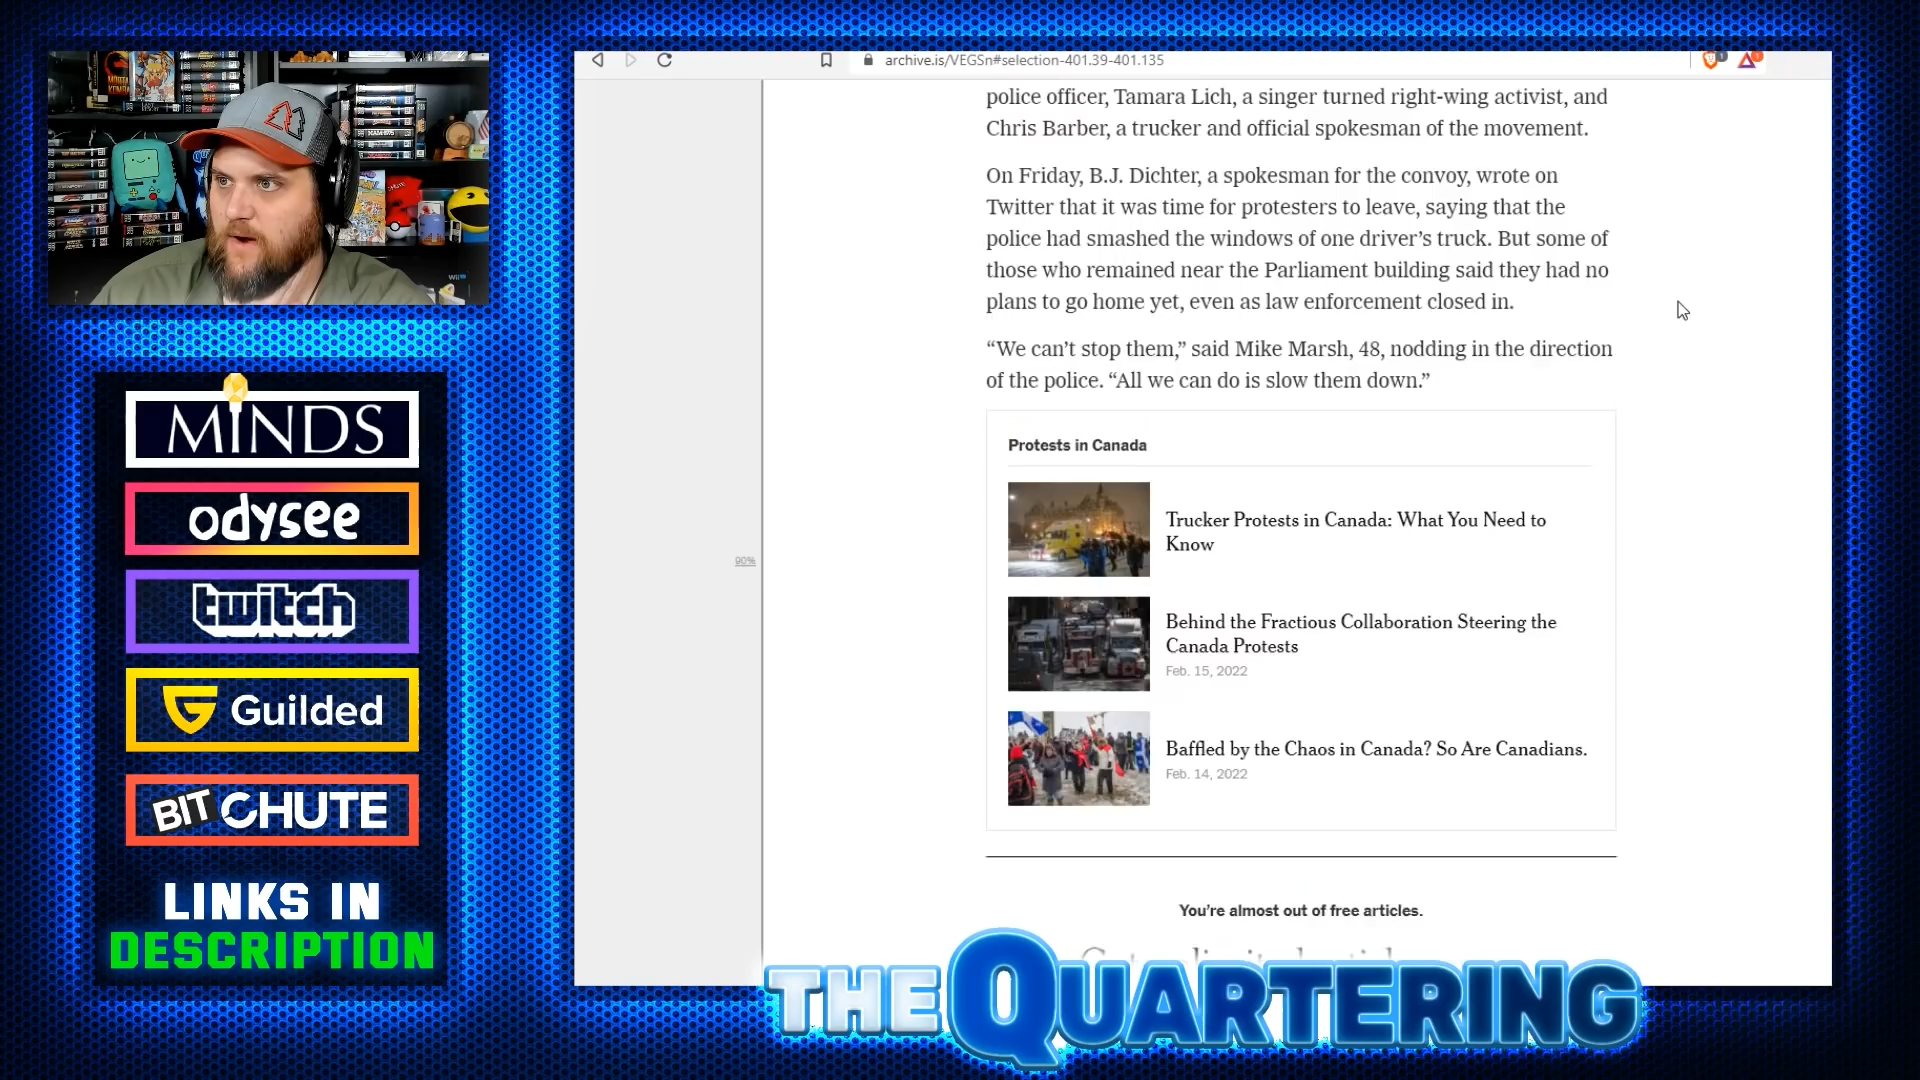 archive.is/VEGSn#selection-401.39-401.135
police officer, Tamara Lich, a singer turned right-wing activist, and
Chris Barber, a trucker and official spokesman of the movement.
On Friday, B.J. Dichter, a spokesman for the convoy, wrote on
Twitter that it was time for protesters to leave, saying that the
police had smashed the windows of one driver’s truck. But some of
those who remained near the Parliament building said they had no
plans to go home yet, even as law enforcement closed in.
“We can’t stop them,” said Mike Marsh, 48, nodding in the direction
of the police. “All we can do is slow them down.”
Protests in Canada
Trucker Protests in Canada: What You Need to
Know
Behind the Fractious Collaboration Steering the
Canada Protests
Feb. 15, 2022
Baffled by the Chaos in Canada? So Are Canadians.
Feb. 14, 2022
You’re almost out of free articles.
90%
MINDS
odysee
twitch
Guilded
BITCHUTE
LINKS IN
DESCRIPTION
THE QUARTERING